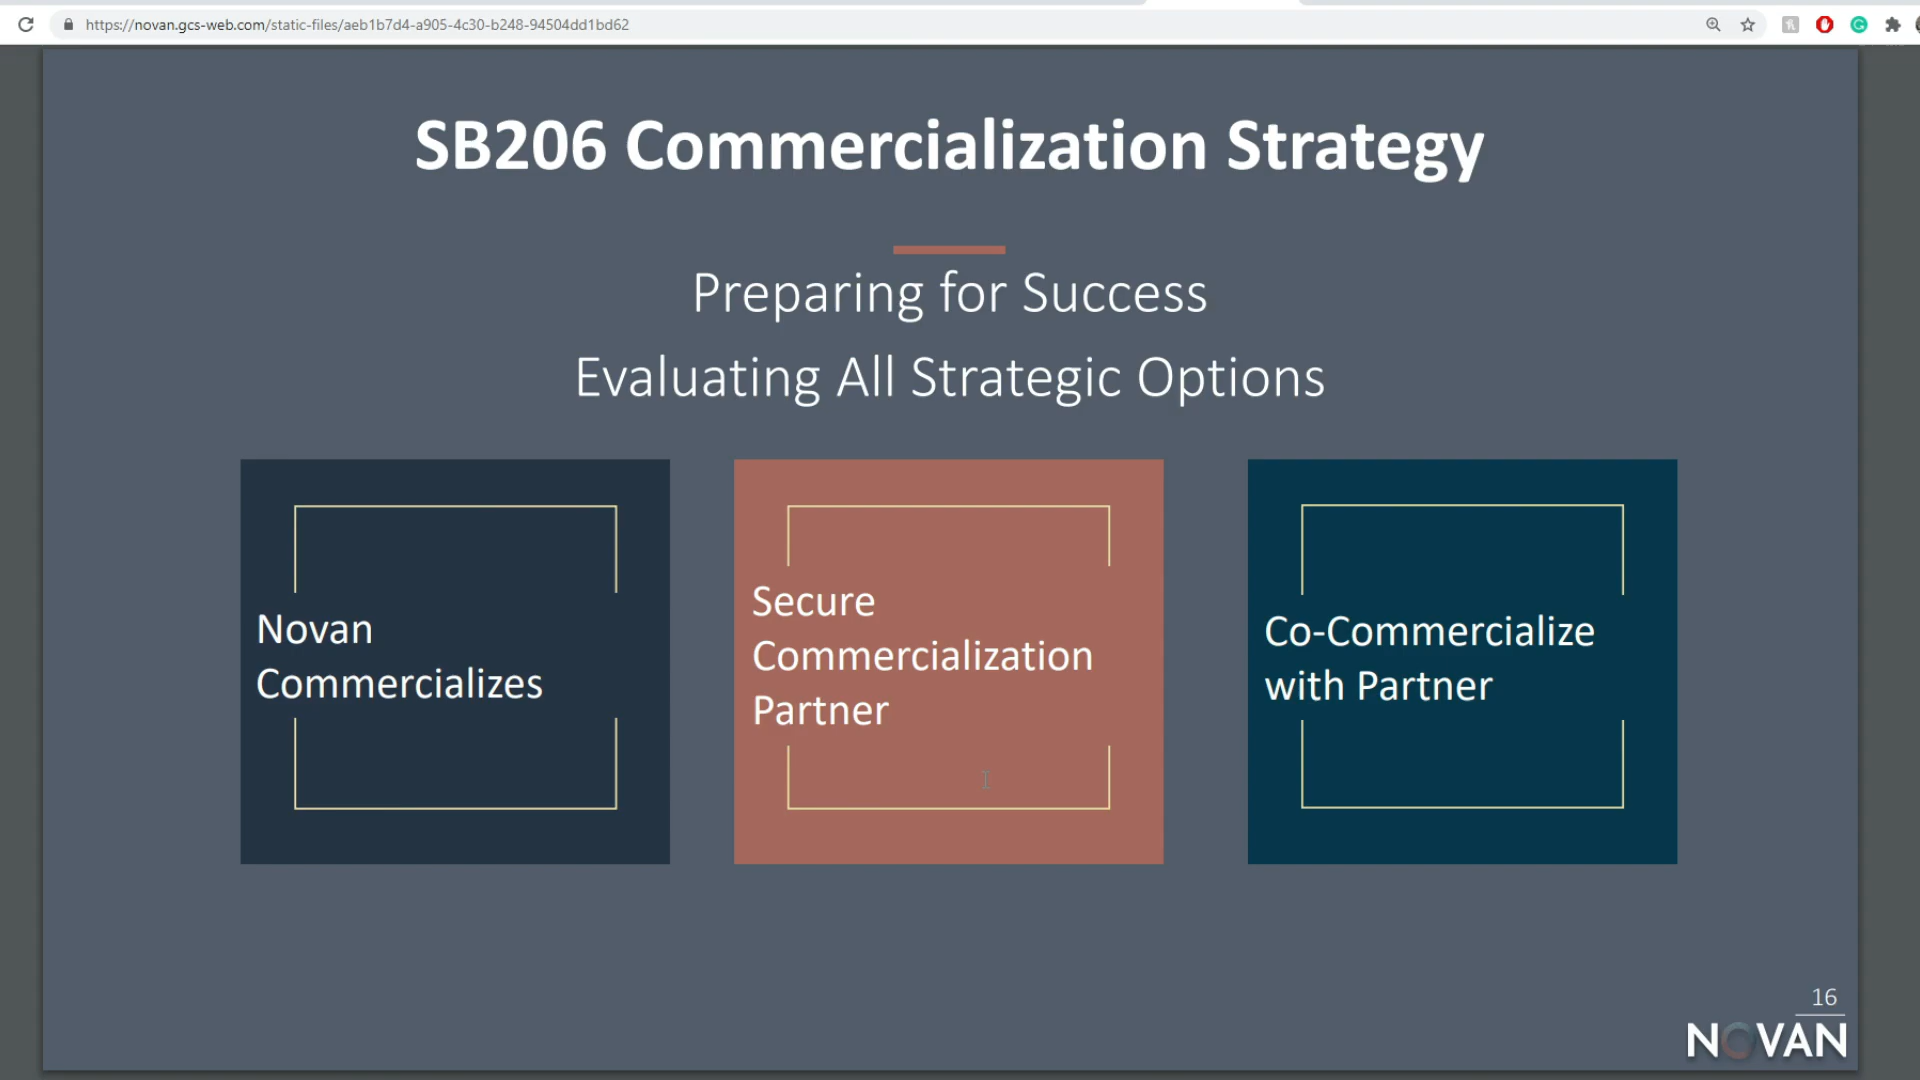 https://novan.gcs-web.com/static-files/aeb1b7d4-a905-4c30-b248-94504dd1bd62
SB206 Commercialization Strategy
Preparing for Success
Evaluating All Strategic Options
Novan
Commercializes
Secure
Commercialization
Partner
Co-Commercialize
with Partner
16
NOVAN